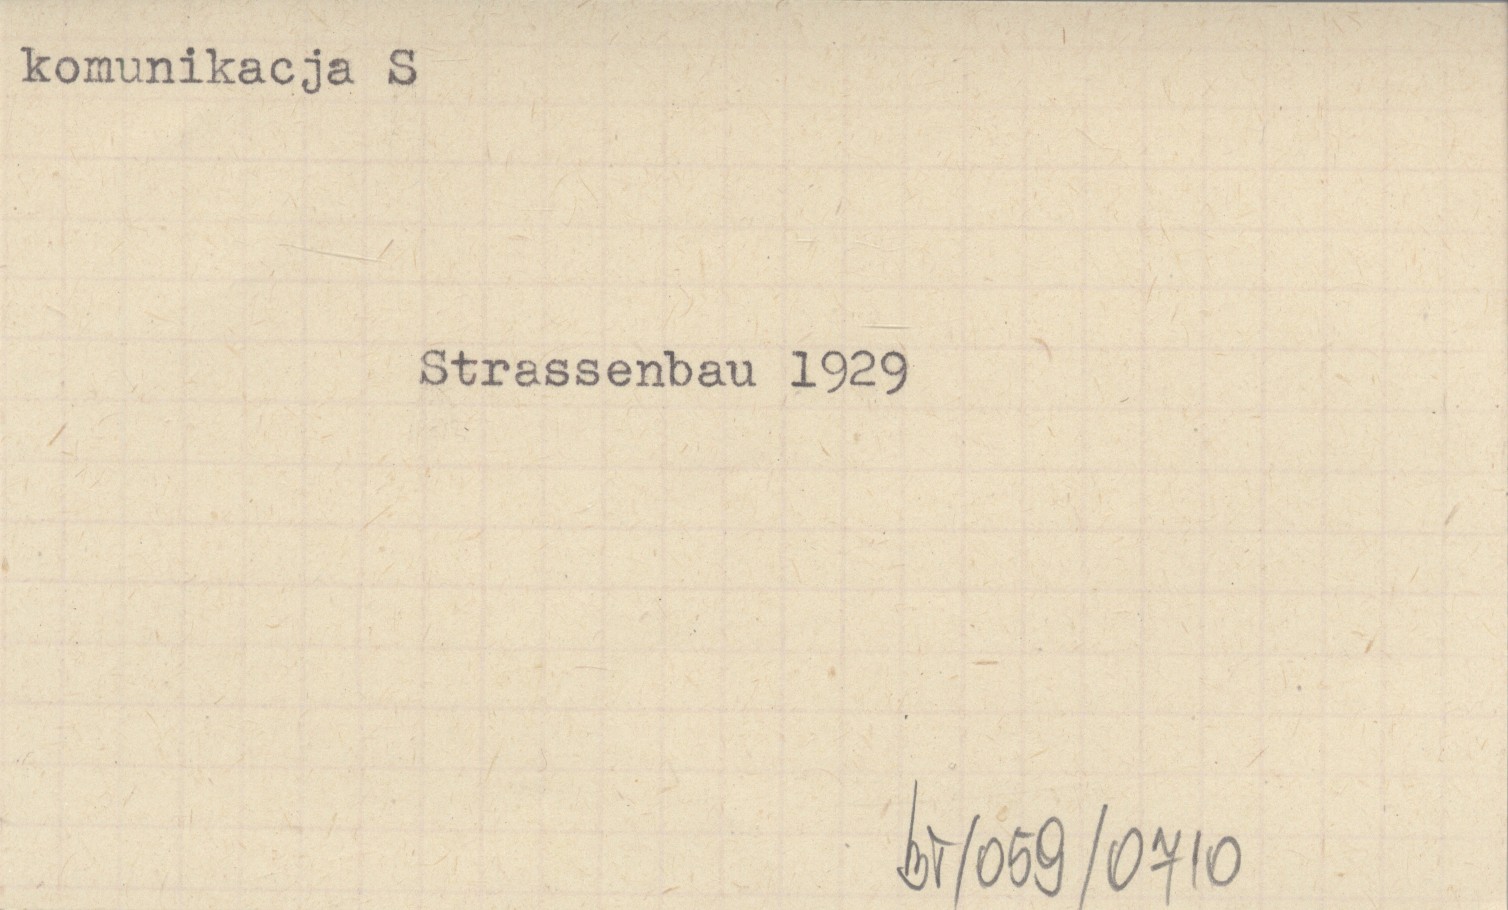 komunikacja S
Strassenbau 1929
bT/059/0710